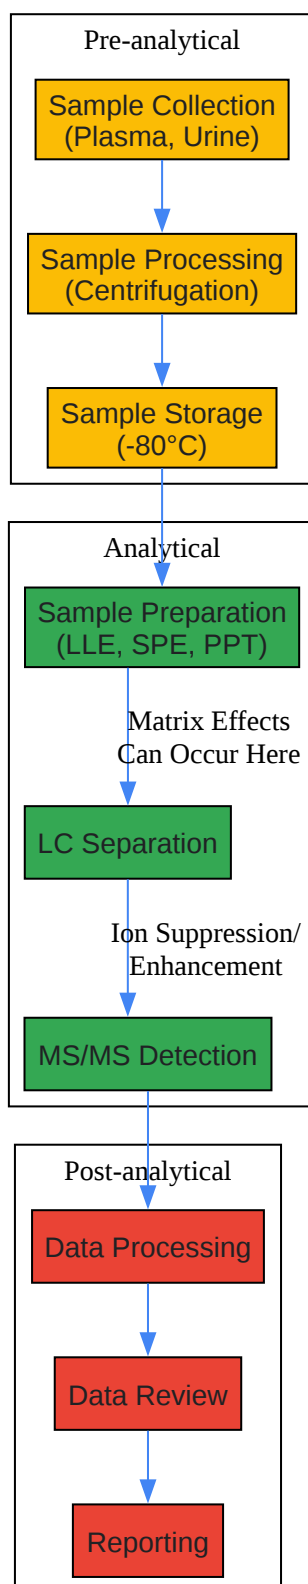 Pre-analytical
Sample Collection
(Plasma, Urine)
Sample Processing
(Centrifugation)
Sample Storage
(-80°C)
Analytical
Sample Preparation
(LLE, SPE, PPT)
Matrix Effects
Can Occur Here
LC Separation
Ion Suppression/
Enhancement
MS/MS Detection
Post-analytical
Data Processing
Data Review
Reporting